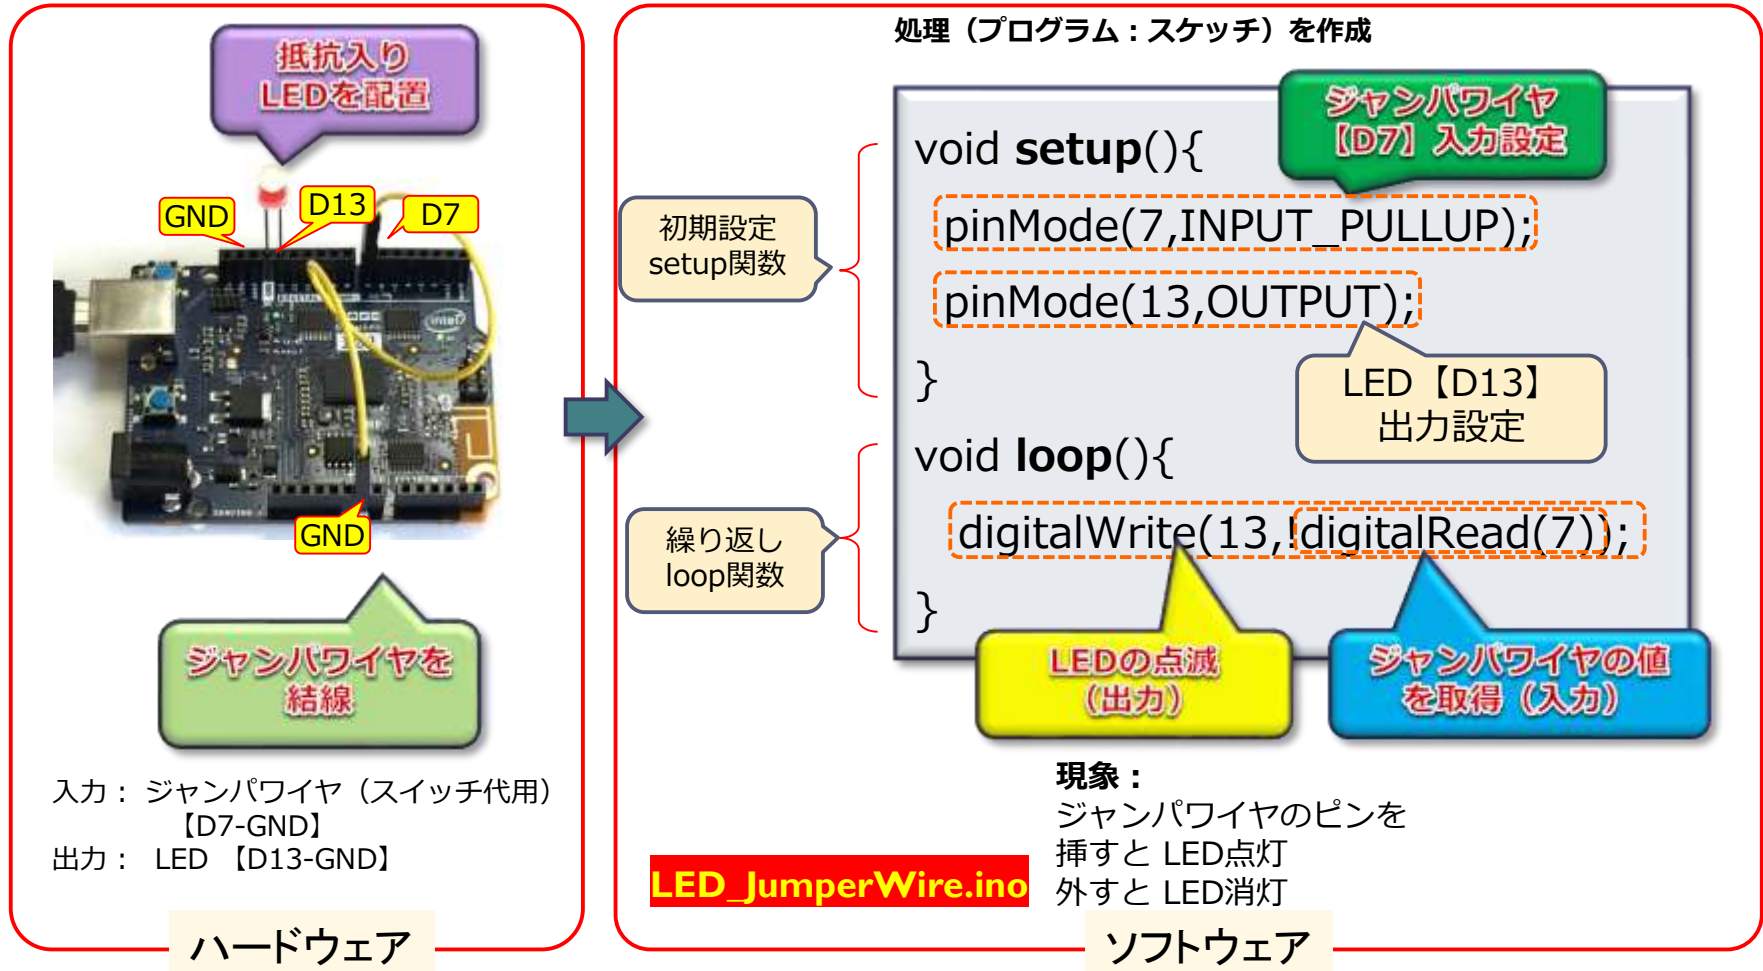 抵抗入り
LEDを配置
GND
D13
D7
intel
GND
ジャンパワイヤを
結線
入力： ジャンパワイヤ（スイッチ代用）
【D7-GND】
出力： LED 【D13-GND】
ハードウェア
処理（プログラム：スケッチ）を作成
ジャンパワイヤ
【D7】入力設定
初期設定
setup関数
void setup(){
pinMode(7,INPUT_PULLUP);
pinMode(13,OUTPUT);
}
LED【D13】
出力設定
繰り返し
loop関数
void loop(){
digitalWrite(13,!digitalRead(7));
}
LEDの点滅
（出力）
ジャンパワイヤの値
を取得（入力）
現象：
ジャンパワイヤのピンを
挿すと LED点灯
外すと LED消灯
LED_JumperWire.ino
ソフトウェア